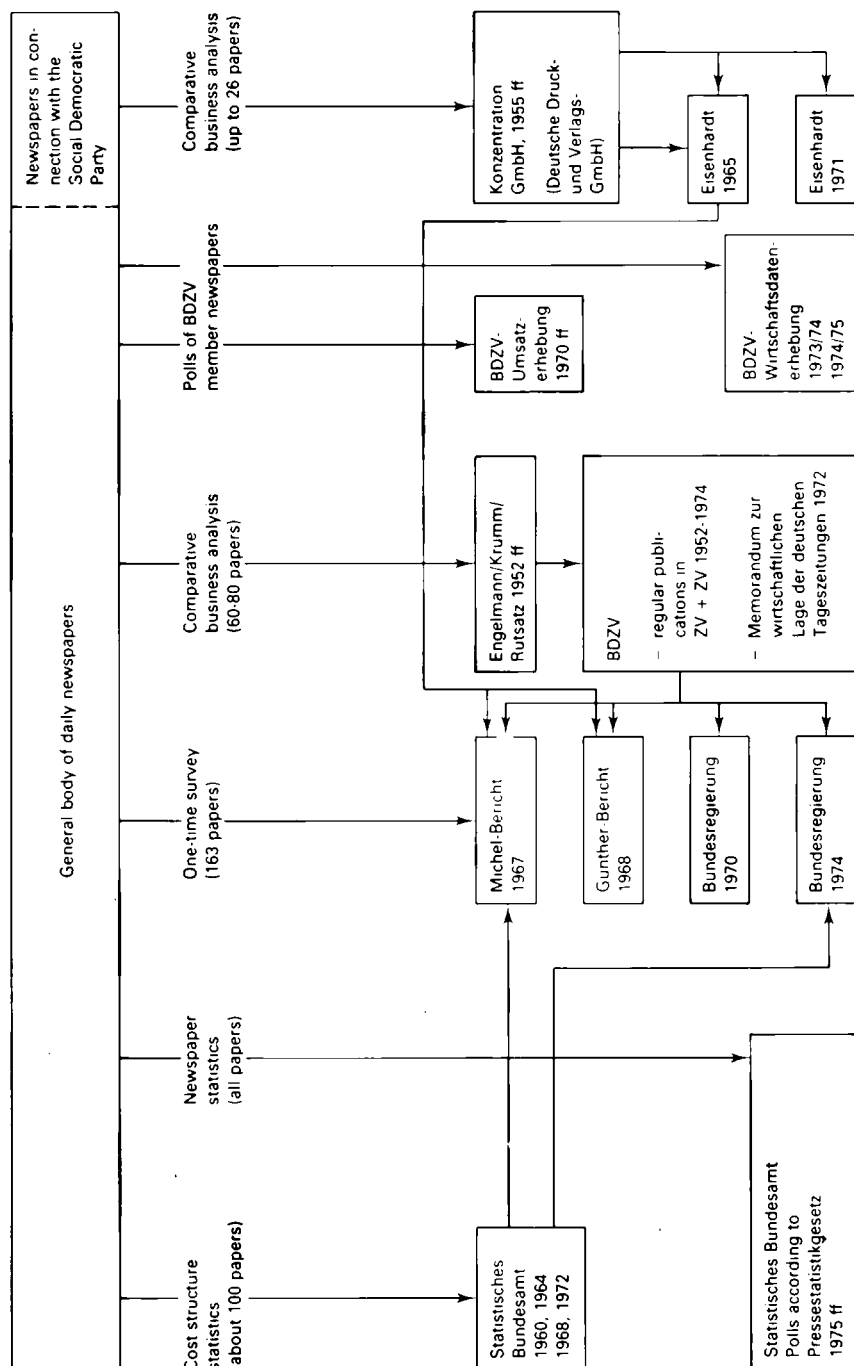 General body of daily newspapers
Newspapers in con-
nection with the
Social Democratic
Party
Cost structure
statistics
about 100 papers)
Newspaper
statistics
(all papers)
One-time survey
(163 papers)
Comparative
business analysis
(60-80 papers)
Polls of BDZV
member newspapers
Comparative
business analysis
(up to 26 papers)
Statistisches
Bundesamt
1960, 1964
1968, 1972
Michel-Bericht
1967
Engelmann/Krumm/
Rutsatz 1952 ff
BDZV-
Umsatz-
erhebung
1970 ff
Konzentration
GmbH, 1955 ff
(Deutsche Druck-
und Verlags-
GmbH)
Gunther-Bericht
1968
BDZV
– regular publi-
cations in
ZV + ZV 1952-1974
– Memorandum zur
wirtschaftlichen
Lage der deutschen
Tageszeitungen 1972
Eisenhardt
1965
Bundesregierung
1970
Statistisches Bundesamt
Polls according to
Pressestatistikgesetz
1975 ff
Bundesregierung
1974
BDZV-
Wirtschaftsdaten-
erhebung
1973/74
1974/75
Eisenhardt
1971